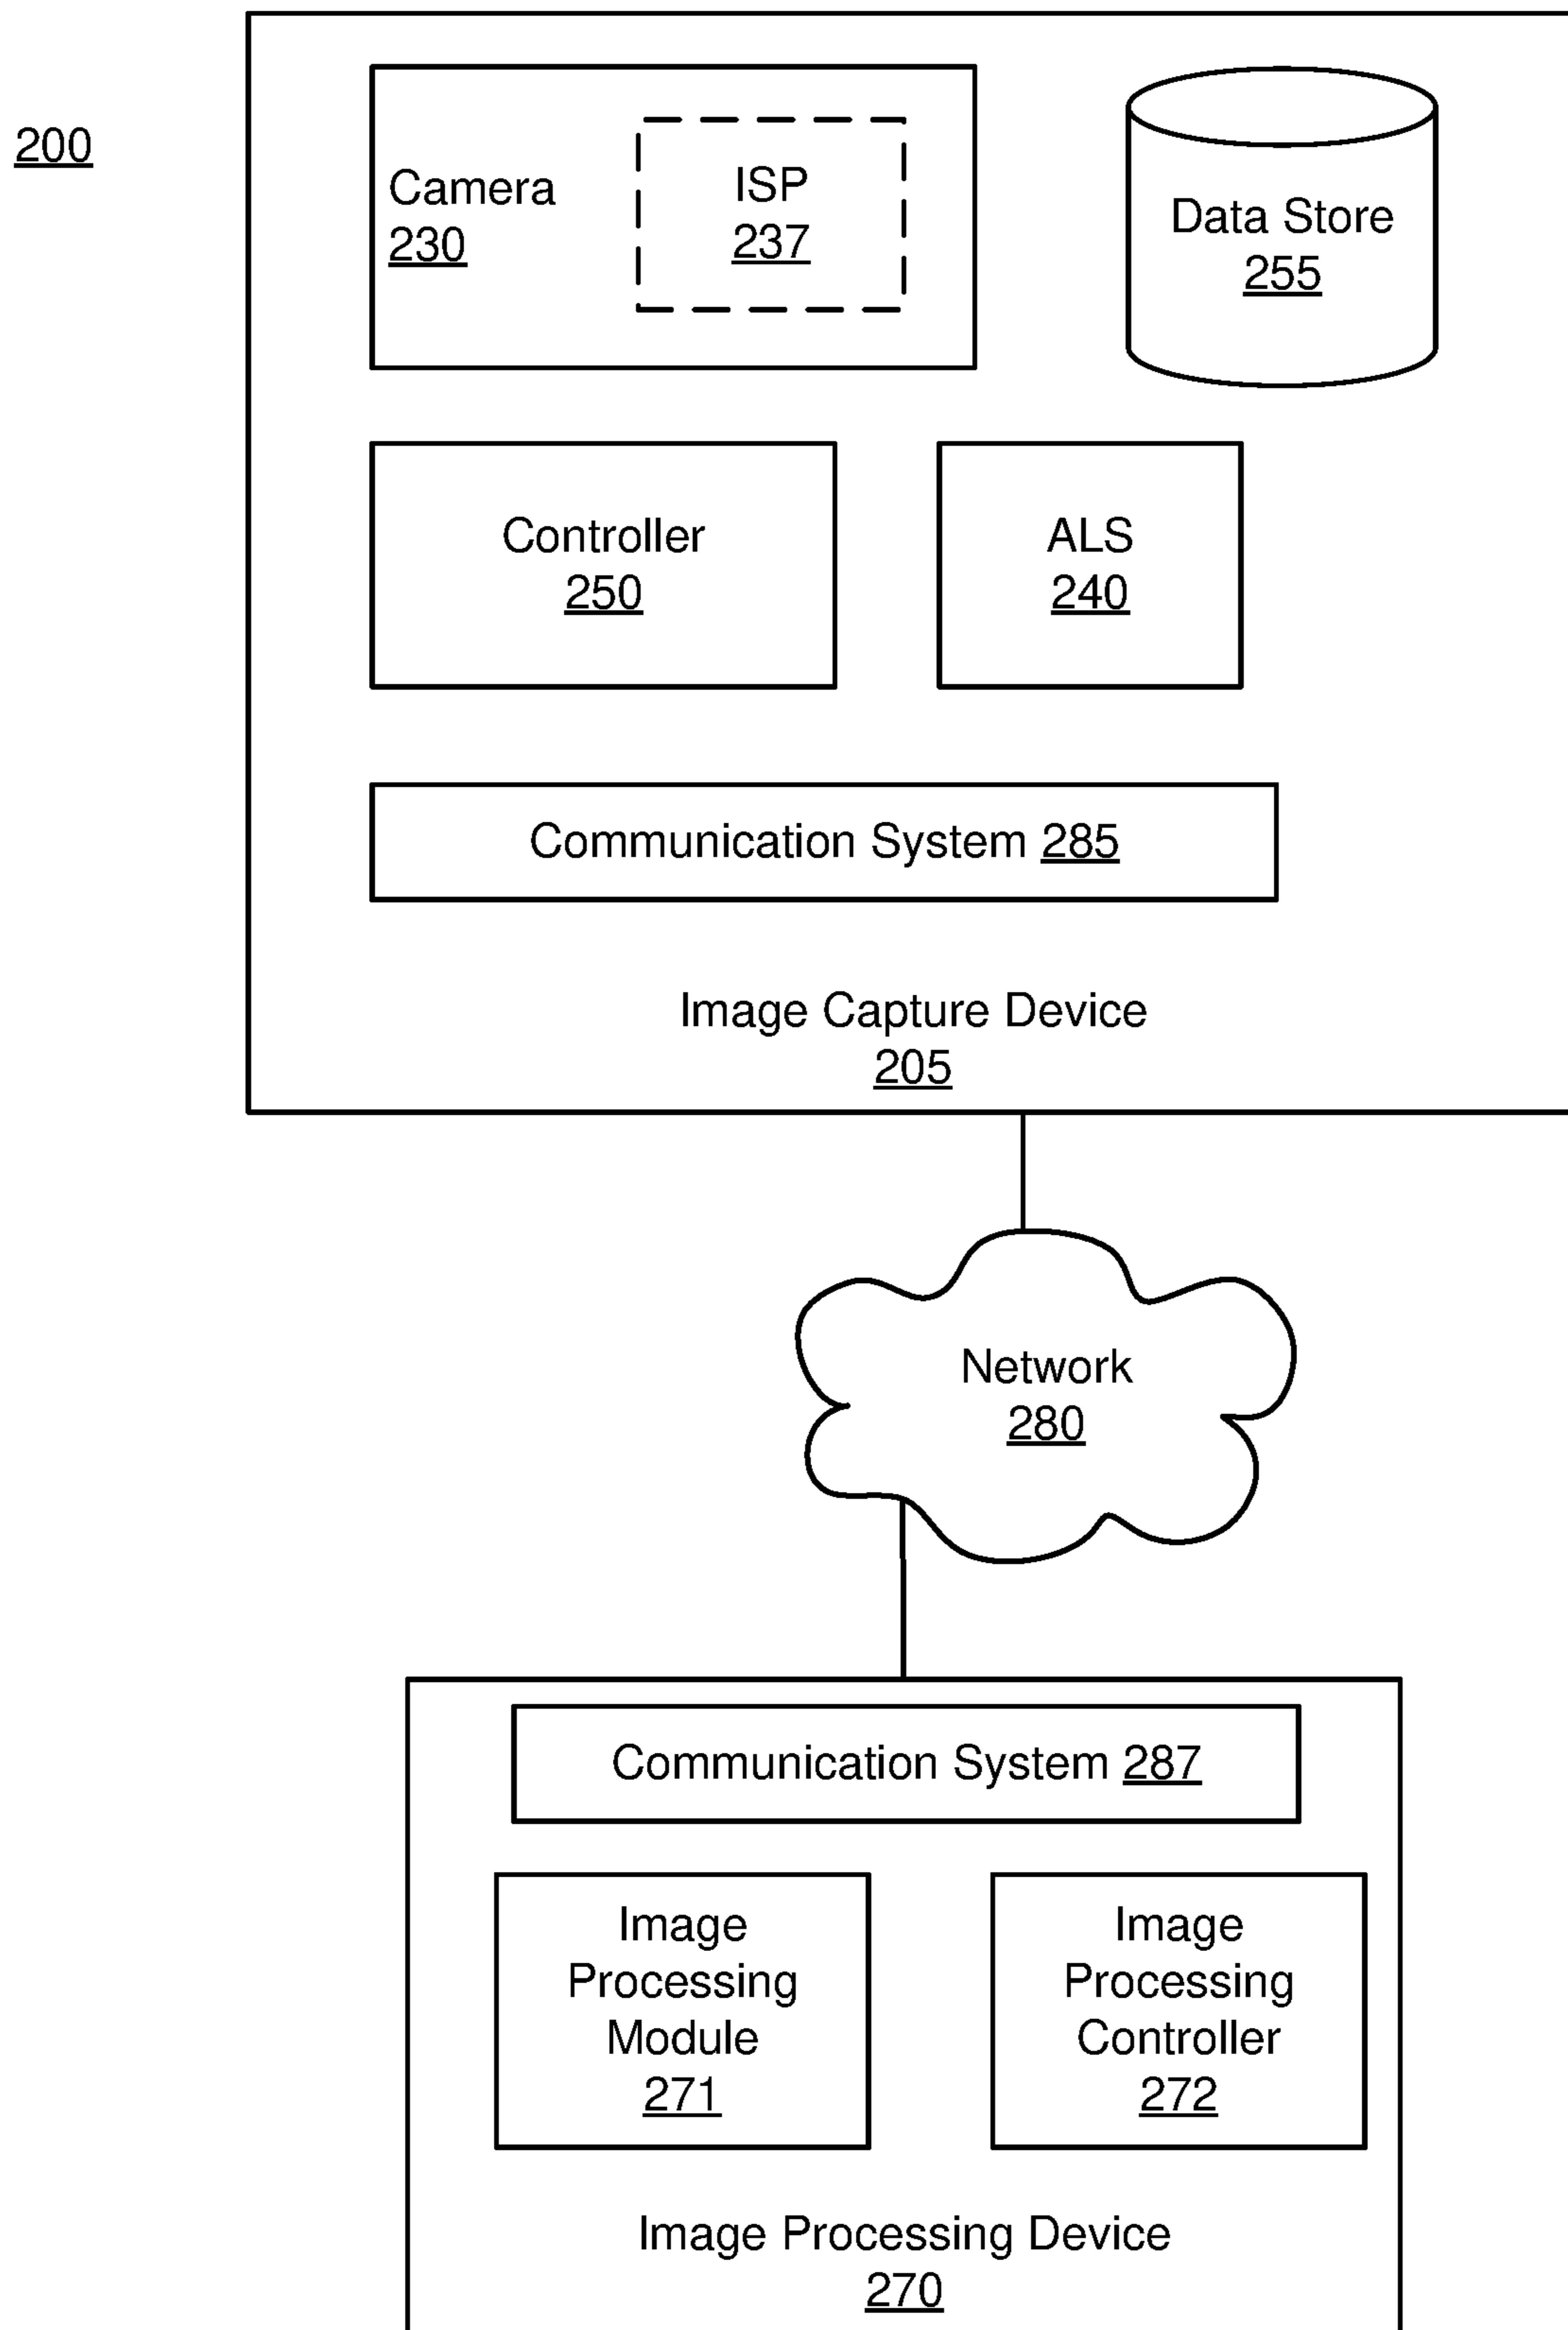 200
Camera
230
ISP
237
Data Store
255
Controller
250
ALS
240
Communication System 285
Image Capture Device
205
Network
280
Communication System 287
Image
Processing
Module
271
Image
Processing
Controller
272
Image Processing Device
270